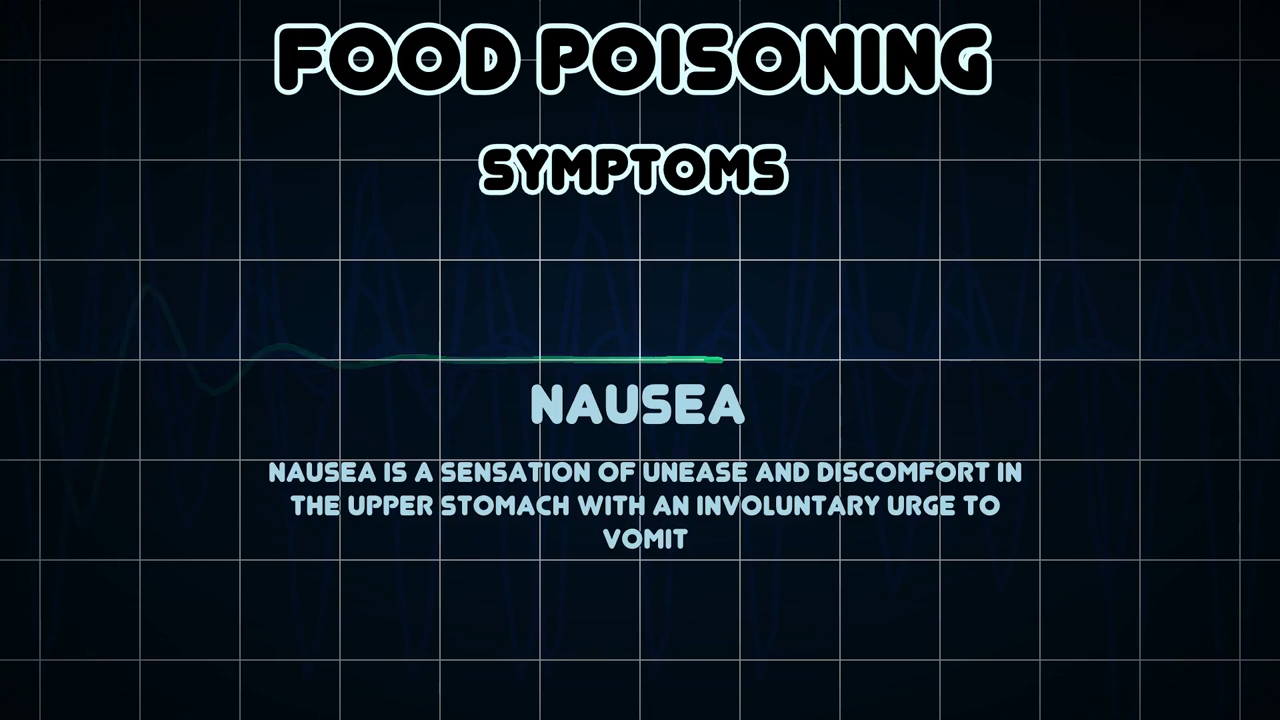 FOOD POISONING
SYMPTOMS
NAUSEA
NAUSEA IS A SENSATION OF UNEASE AND DISCOMFORT IN
THE UPPER STOMACH WITH AN INVOLUNTARY URGE TO
VOMIT